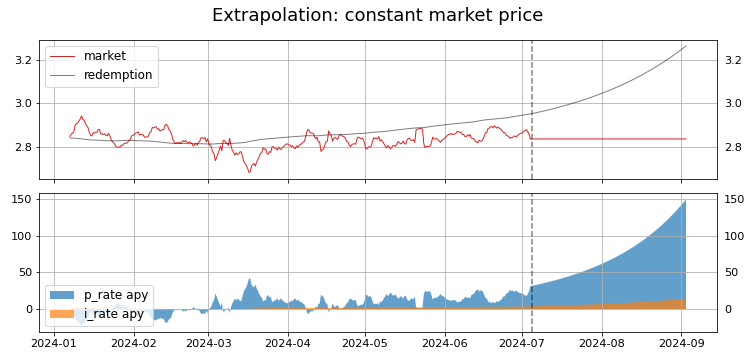 Extrapolation: constant market price
market
redemption
3.2 3.2
3.0 3.0
2.8 2.8
150 150
100 100
50 50
0 0
p_rate apy
i_rate apy
2024-01 2024-02 2024-03 2024-04 2024-05 2024-06 2024-07 2024-08 2024-09